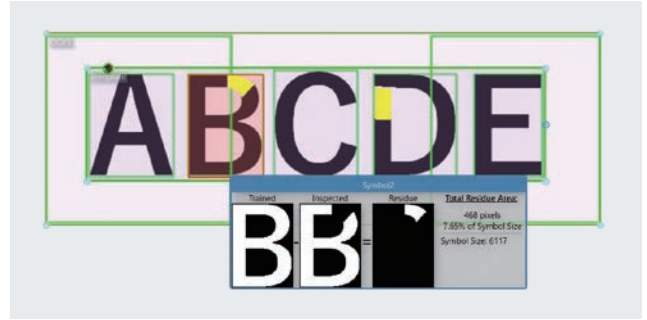 ABCDE
Symbol2
Trained Inspected Residue Total Residue Area:
B - B =
468 pixels
7.65% of Symbol Size
Symbol Size: 6117